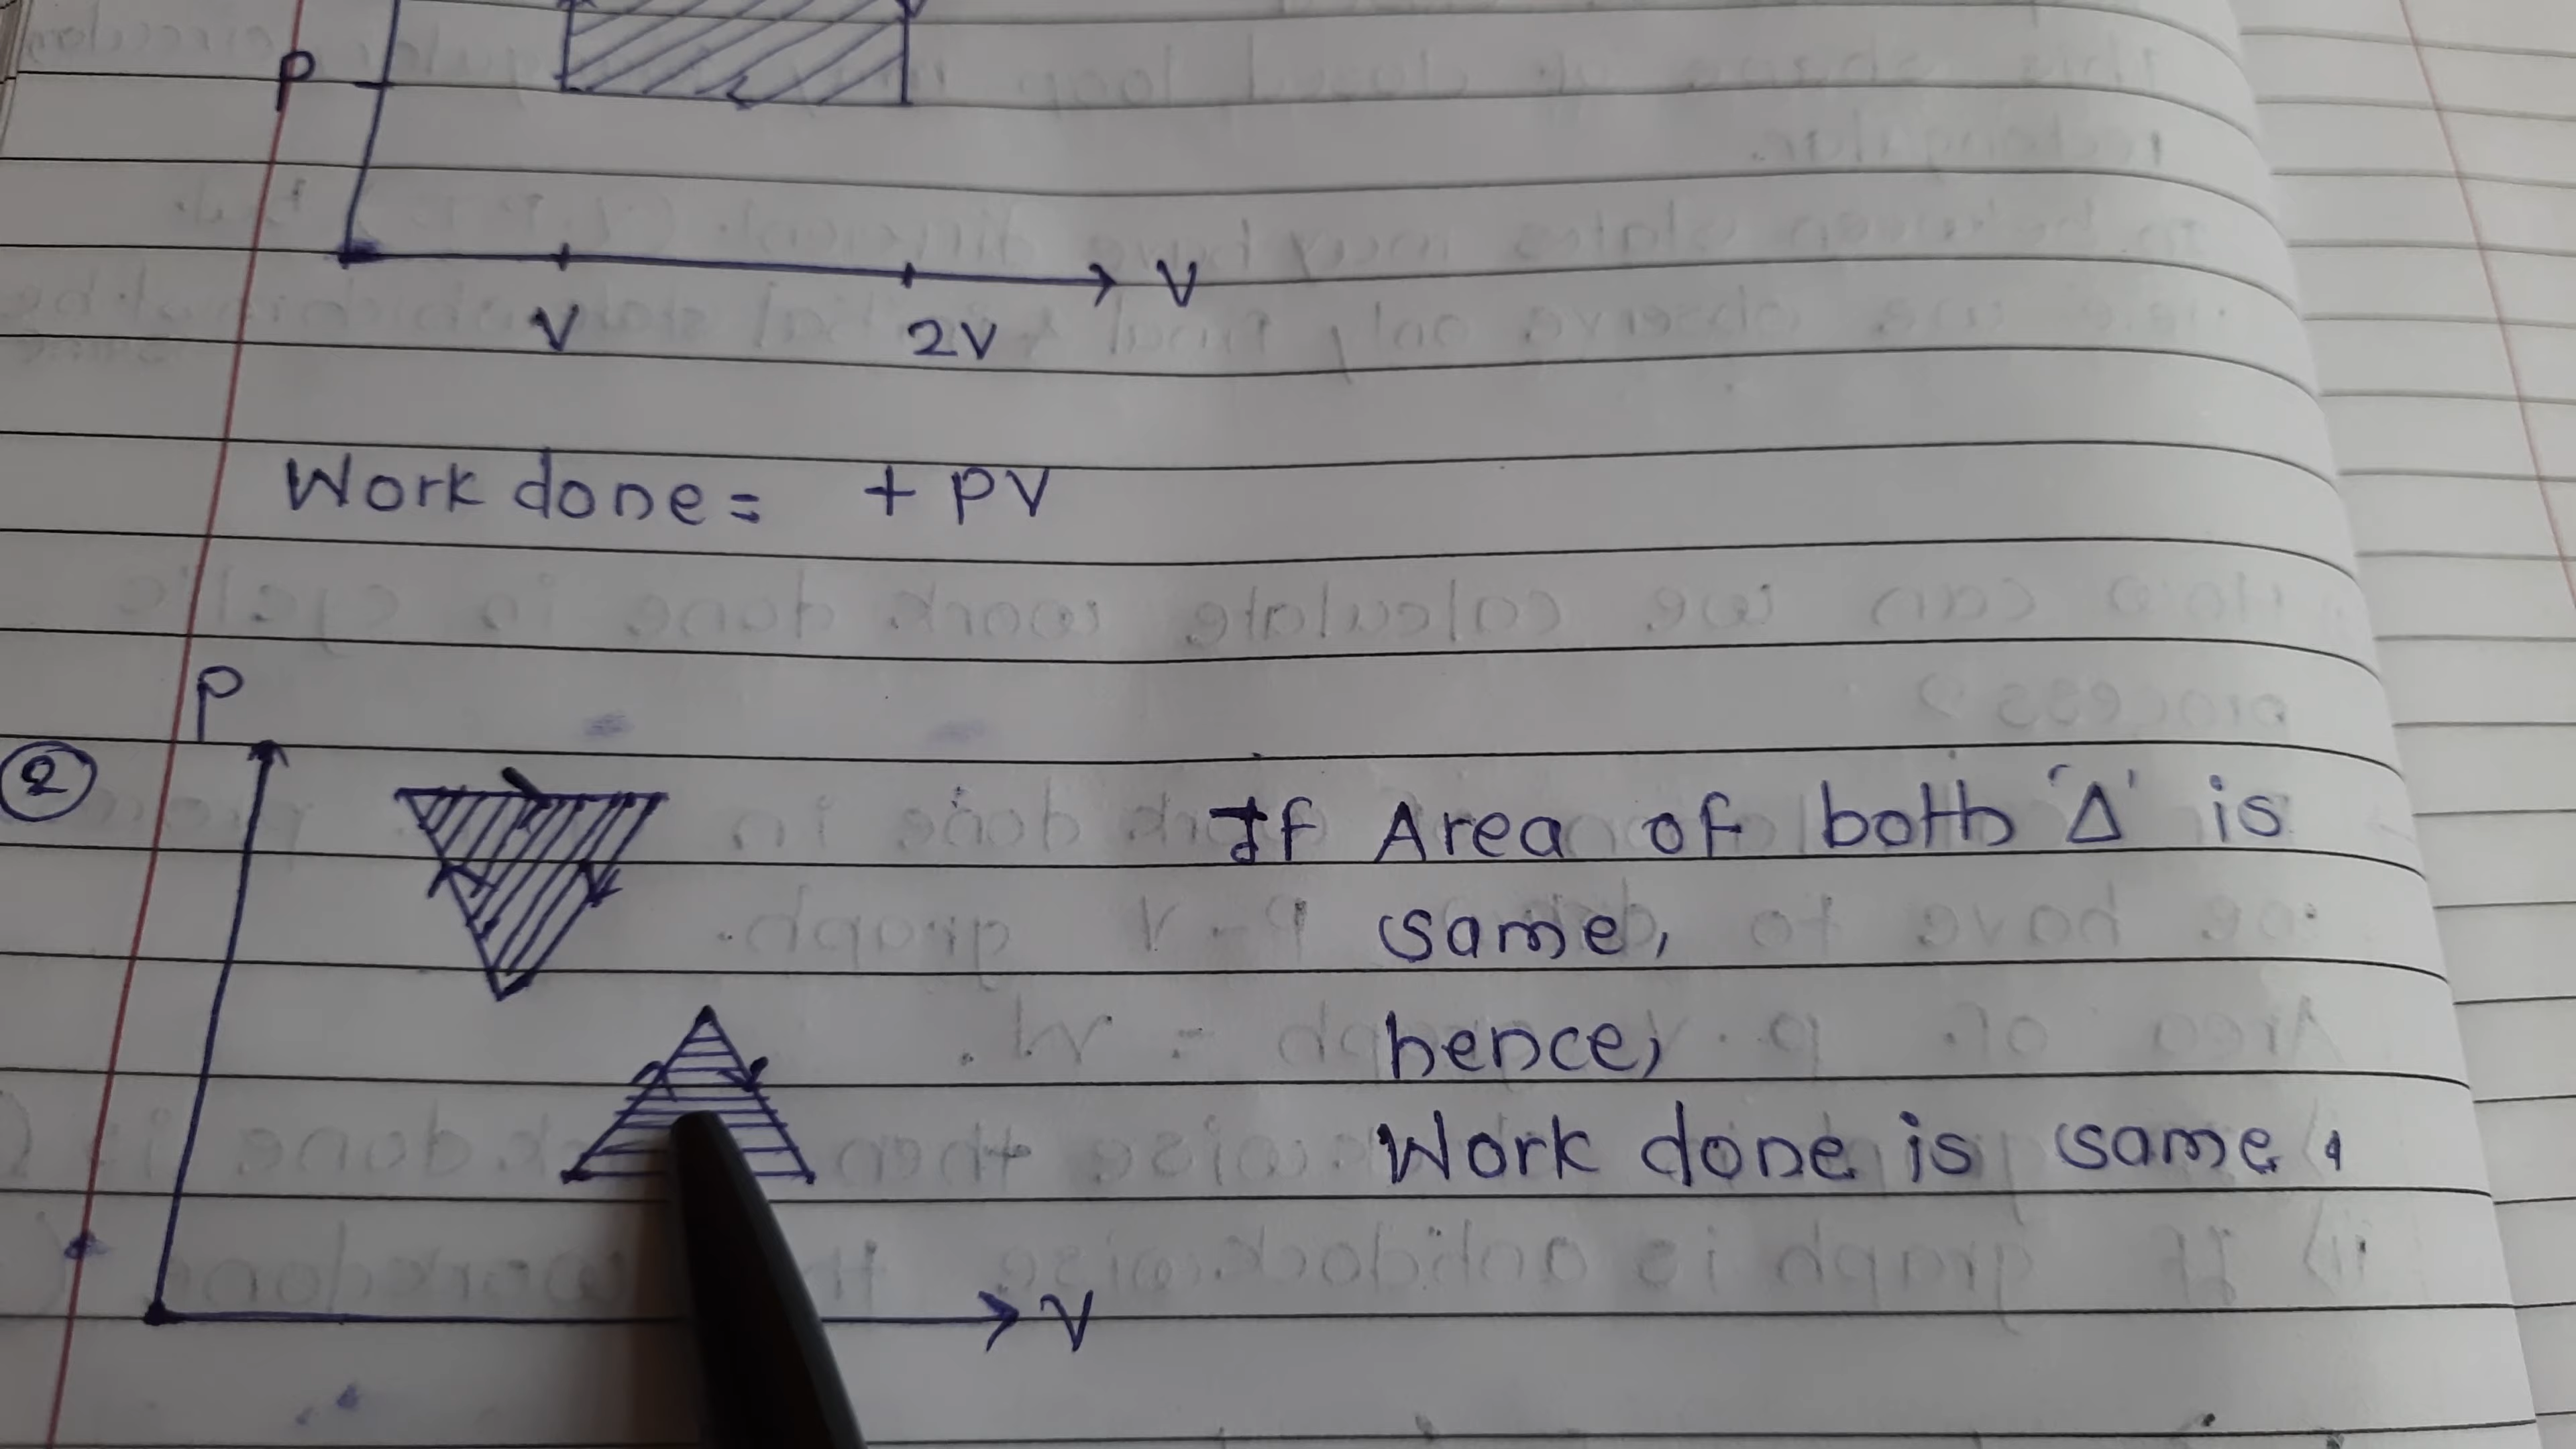 P
V
V
2V
Work done = + PV
P
2
If Area of both 'Δ' is
same,
hence,
Work done is same.
V